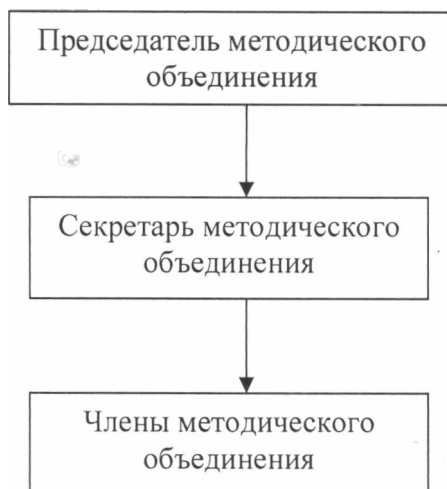 Председатель методического
объединения
Секретарь методического
объединения
Члены методического
объединения